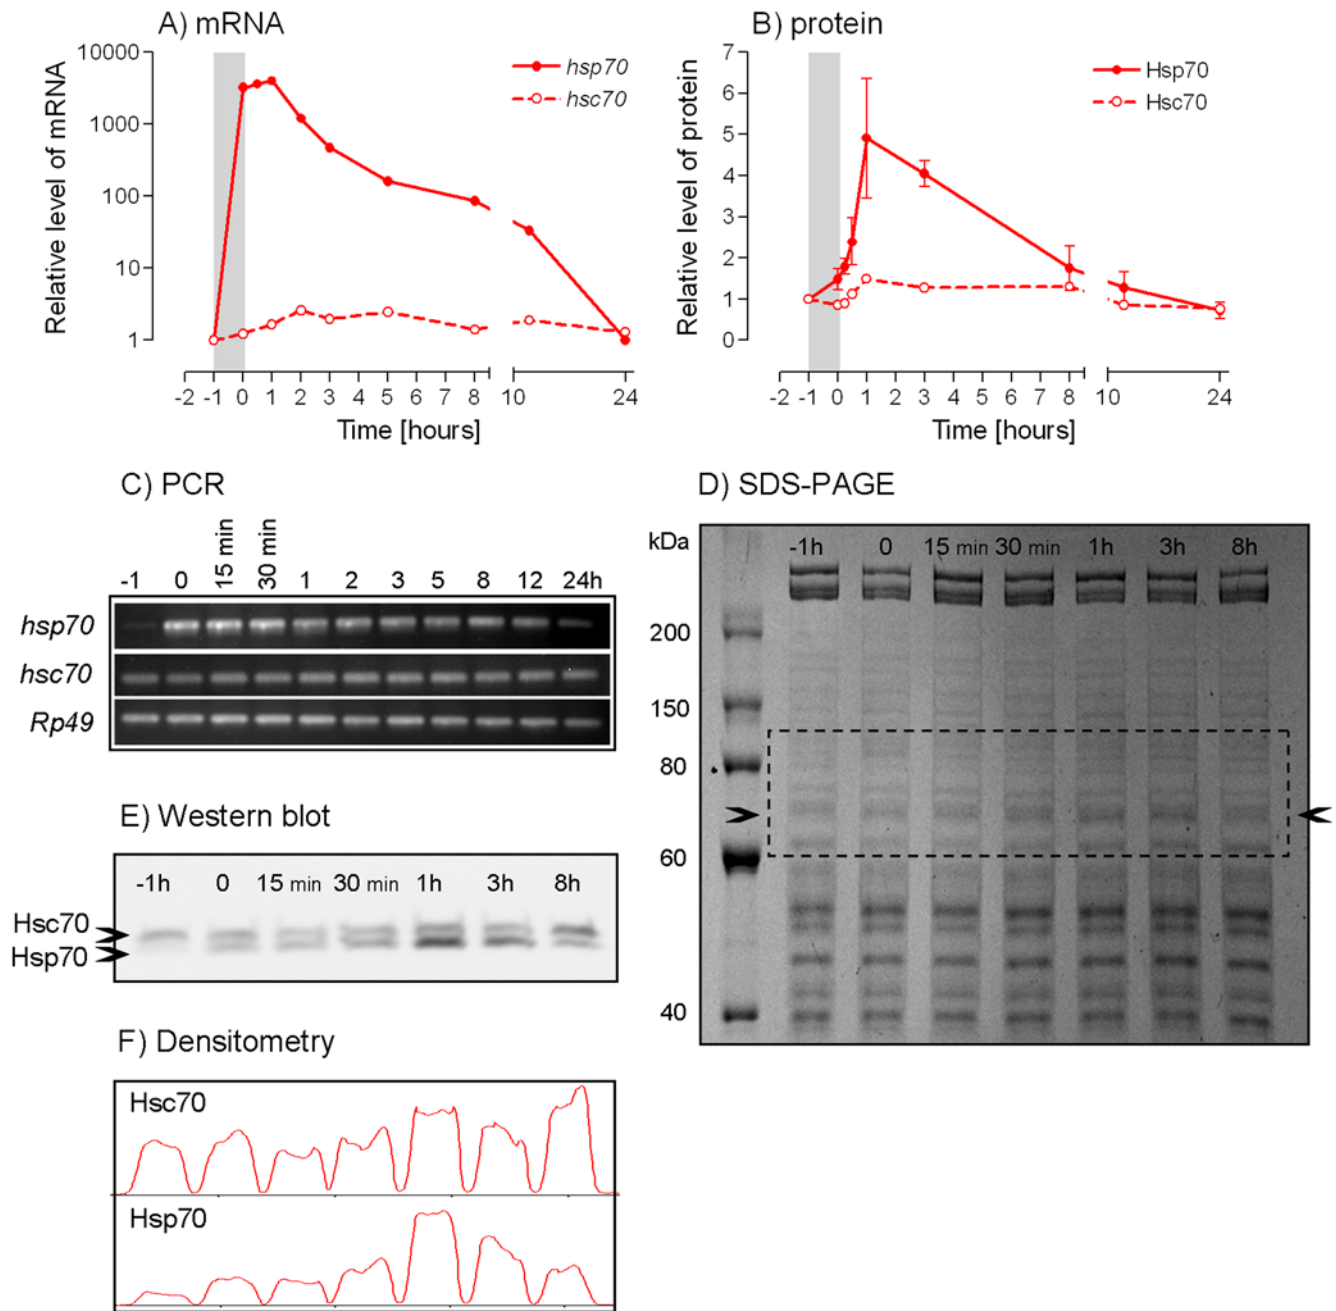 A) mRNA
10000
1000
100
10
1
Relative level of mRNA
hsp70
hsc70
-2 -1 0 1 2 3 5 8 10 24
Time [hours]
B) protein
7
6
5
4
3
2
1
0
Relative level of protein
Hsp70
Hsc70
-2 -1 0 1 3 5 6 7 8 10 24
Time [hours]
C) PCR
-1 0 15 min 30 min 1 2 3 5 8 12 24h
hsp70
hsc70
Rp49
D) SDS-PAGE
kDa
-1h 0 15 min 30 min 1h 3h 8h
200
150
80
60
40
E) Western blot
-1h 0 15 min 30 min 1h 3h 8h
Hsc70
Hsp70
F) Densitometry
Hsc70
Hsp70